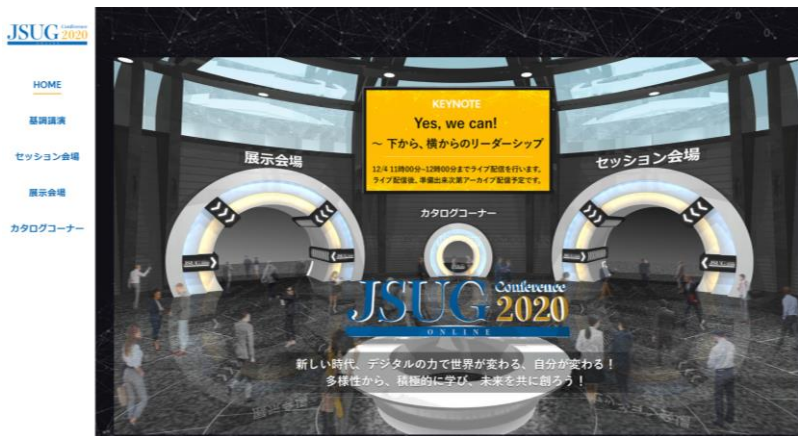 JSUG Conference 2020
ONLINE
HOME
基調講演
セッション会場
展示会場
カタログコーナー
KEYNOTE
Yes, we can!
～ 下から、横からのリーダーシップ
12/4 11時00分~12時00分までライブ配信を行います。
ライブ配信後、準備出来次第アーカイブ配信予定です。
展示会場
セッション会場
カタログコーナー
JSUG Conference 2020
ONLINE
新しい時代、デジタルの力で世界が変わる、自分が変わる！
多様性から、積極的に学び、未来を共に創ろう！